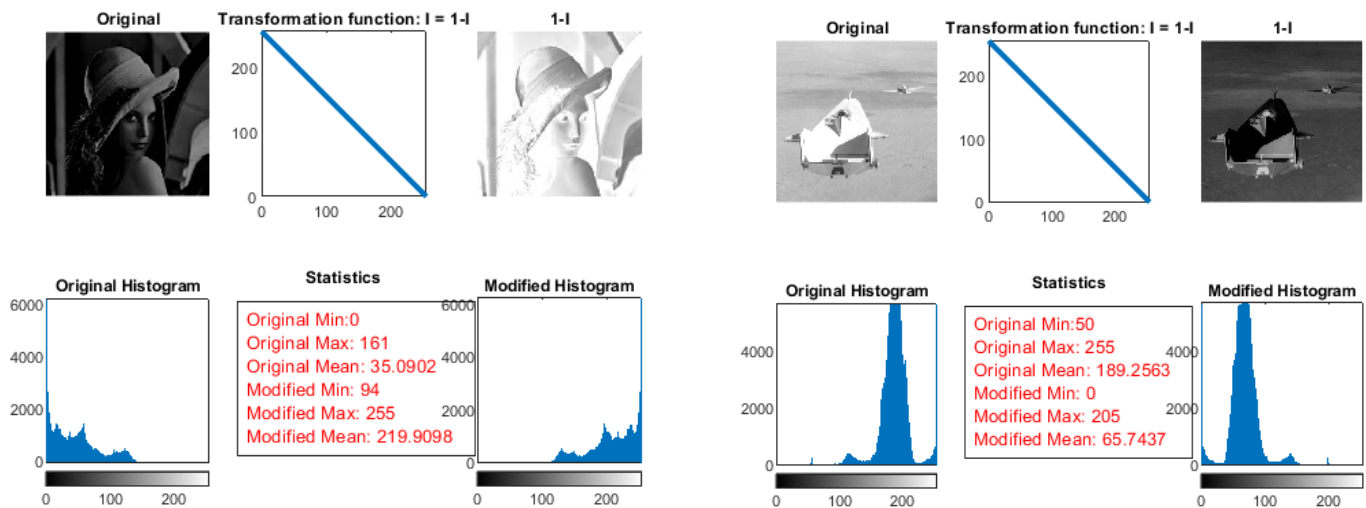 Original
Transformation function: I = 1-I
1-I
200
100
0
0 100 200
Original Histogram
6000
4000
2000
0
0 100 200
Statistics
Original Min:0
Original Max: 161
Original Mean: 35.0902
Modified Min: 94
Modified Max: 255
Modified Mean: 219.9098
Modified Histogram
6000
4000
2000
0
0 100 200
Original
Transformation function: I = 1-I
1-I
200
100
0
0 100 200
Original Histogram
4000
2000
0
0 100 200
Statistics
Original Min:50
Original Max: 255
Original Mean: 189.2563
Modified Min: 0
Modified Max: 205
Modified Mean: 65.7437
Modified Histogram
4000
2000
0
0 100 200